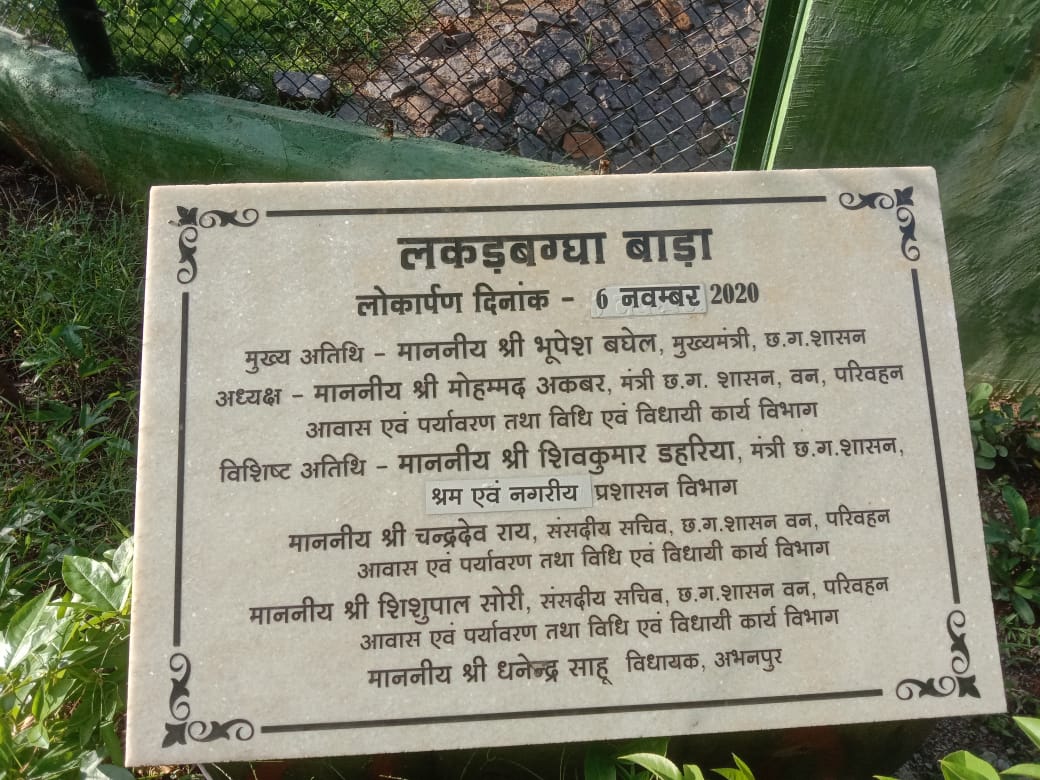 लकड़बग्घा बाड़ा
लोकार्पण दिनांक - 6 नवम्बर 2020
मुख्य अतिथि - माननीय श्री भूपेश बघेल, मुख्यमंत्री, छ.ग.शासन
अध्यक्ष - माननीय श्री मोहम्मद अकबर, मंत्री छ.ग. शासन, वन, परिवहन
आवास एवं पर्यावरण तथा विधि एवं विधायी कार्य विभाग
विशिष्ट अतिथि - माननीय श्री शिवकुमार डहरिया, मंत्री छ.ग.शासन,
श्रम एवं नगरीय प्रशासन विभाग
माननीय श्री चन्द्रदेव राय, संसदीय सचिव, छ.ग.शासन वन, परिवहन
आवास एवं पर्यावरण तथा विधि एवं विधायी कार्य विभाग
माननीय श्री शिशुपाल सोरी, संसदीय सचिब, छ.ग.शासन वन, परिवहन
आवास एवं पर्यावरण तथा विधि एवं विधायी कार्य विभाग
माननीय श्री धनेन्द्र साहू विधायक, अभनपुर